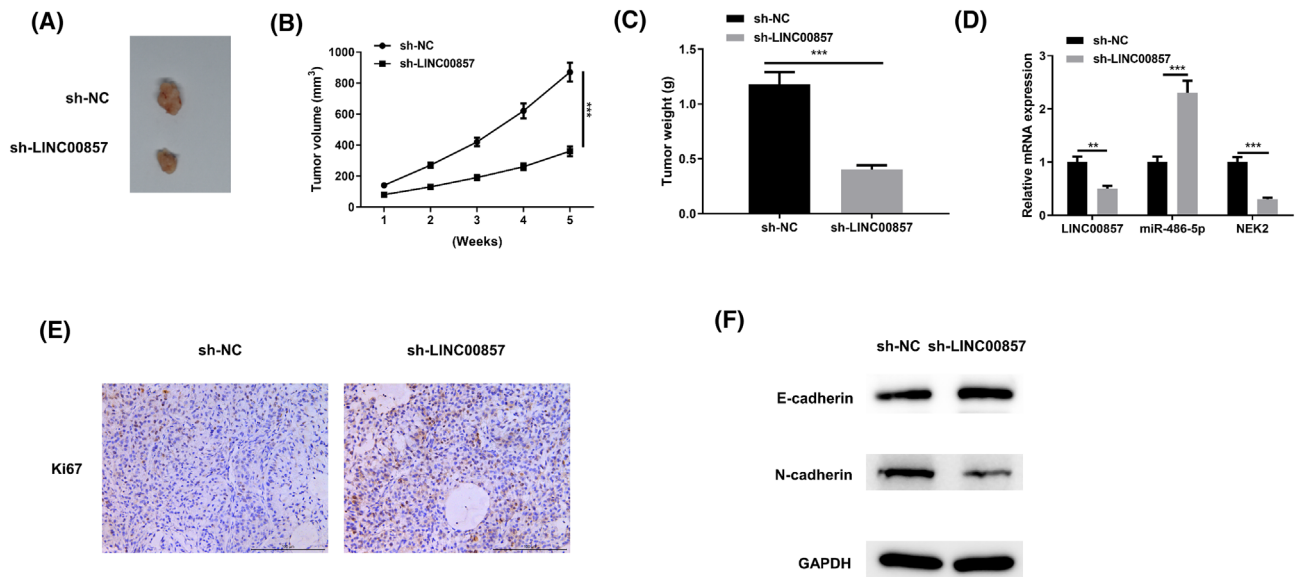 (A)
sh-NC
sh-LINC00857
(B)
sh-NC
sh-LINC00857
Tumor volume (mm³)
1000
800
600
400
200
0
1 2 3 4 5
(Weeks)
***
(C)
sh-NC
sh-LINC00857
Tumor weight (g)
1.5
1.0
0.5
0.0
***
sh-NC sh-LINC00857
(D)
sh-NC
sh-LINC00857
Relative mRNA expression
3
2
1
0
** *** ***
LINC00857 miR-486-5p NEK2
(E)
sh-NC sh-LINC00857
Ki67
(F)
sh-NC sh-LINC00857
E-cadherin
N-cadherin
GAPDH